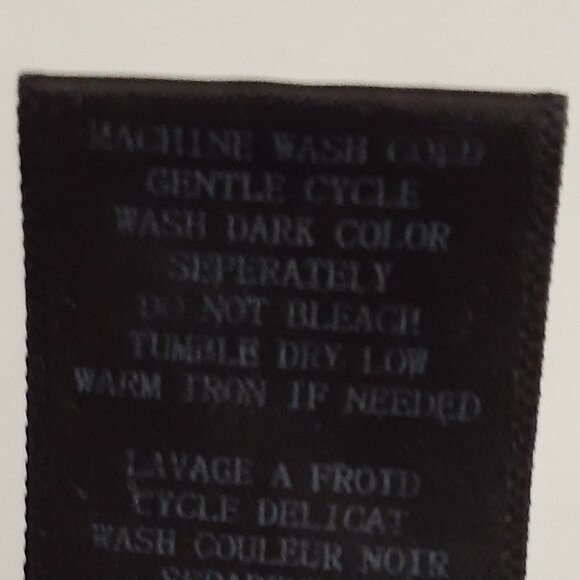 MACHINE WASH COLD
GENTLE CYCLE
WASH DARK COLOR
SEPERATELY
DO NOT BLEACH
TUMBLE DRY LOW
WARM IRON IF NEEDED
LAVAGE A FROID
CYCLE DELICAT
WASH COULEUR NOIR